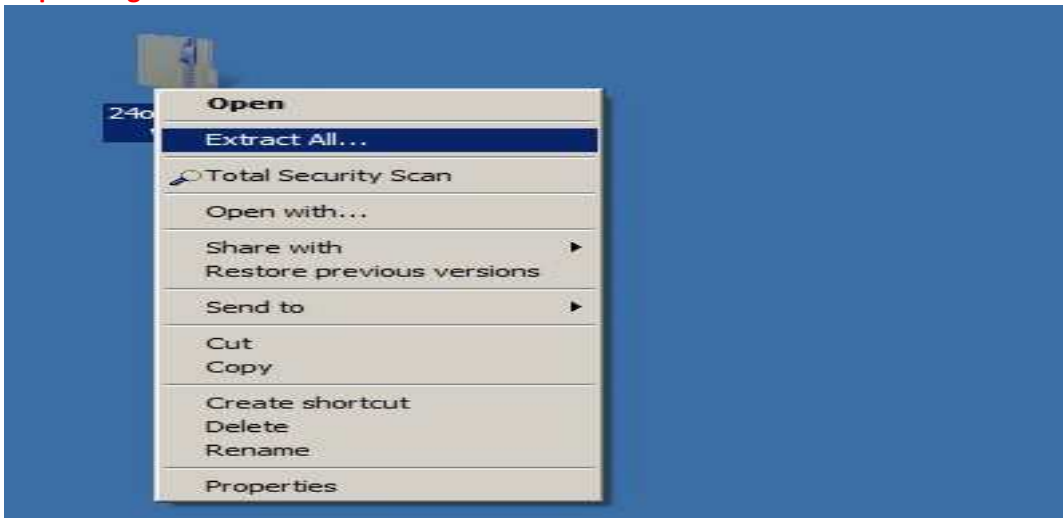 24o
Open
Extract All...
Total Security Scan
Open with...
Share with
Restore previous versions
Send to
Cut
Copy
Create shortcut
Delete
Rename
Properties